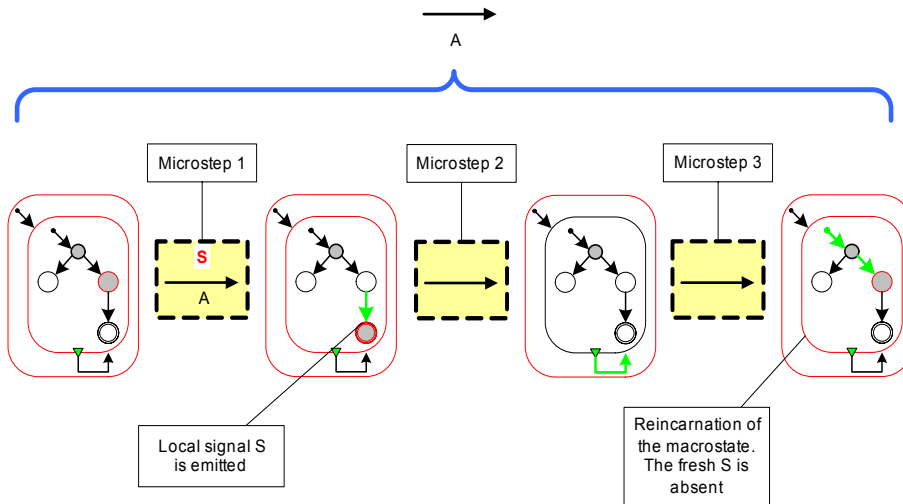 A
Microstep 1
Microstep 2
Microstep 3
S
A
Local signal S
is emitted
Reincarnation of
the macrostate.
The fresh S is
absent